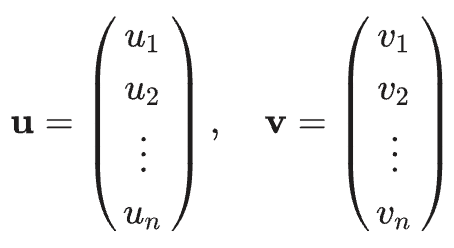 u = ( u₁ u₂ ⋮ uₙ ) , v = ( v₁ v₂ ⋮ vₙ )